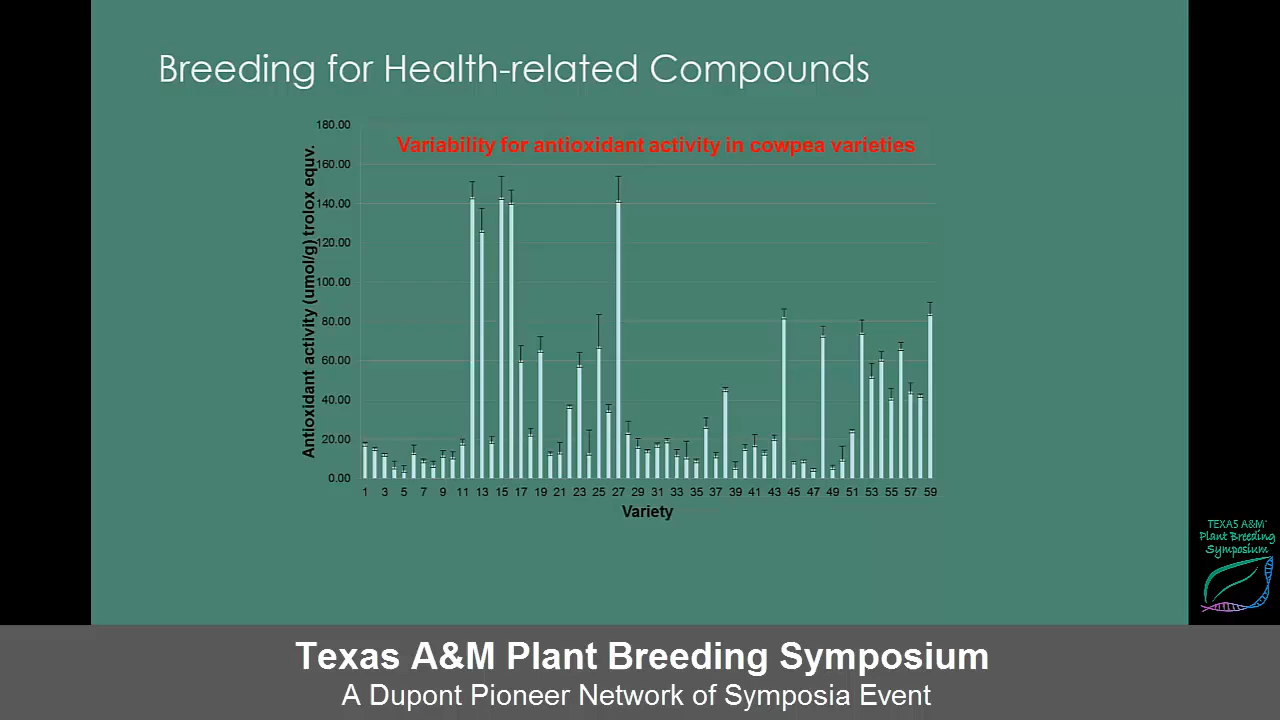 Breeding for Health-related Compounds
Variability for antioxidant activity in cowpea varieties
Antioxidant activity (umol/g) trolox equv.
180.00
160.00
140.00
120.00
100.00
80.00
60.00
40.00
20.00
0.00
1 3 5 7 9 11 13 15 17 19 21 23 25 27 29 31 33 35 37 39 41 43 45 47 49 51 53 55 57 59
Variety
TEXAS A&M
Plant Breeding
Symposium
Texas A&M Plant Breeding Symposium
A Dupont Pioneer Network of Symposia Event